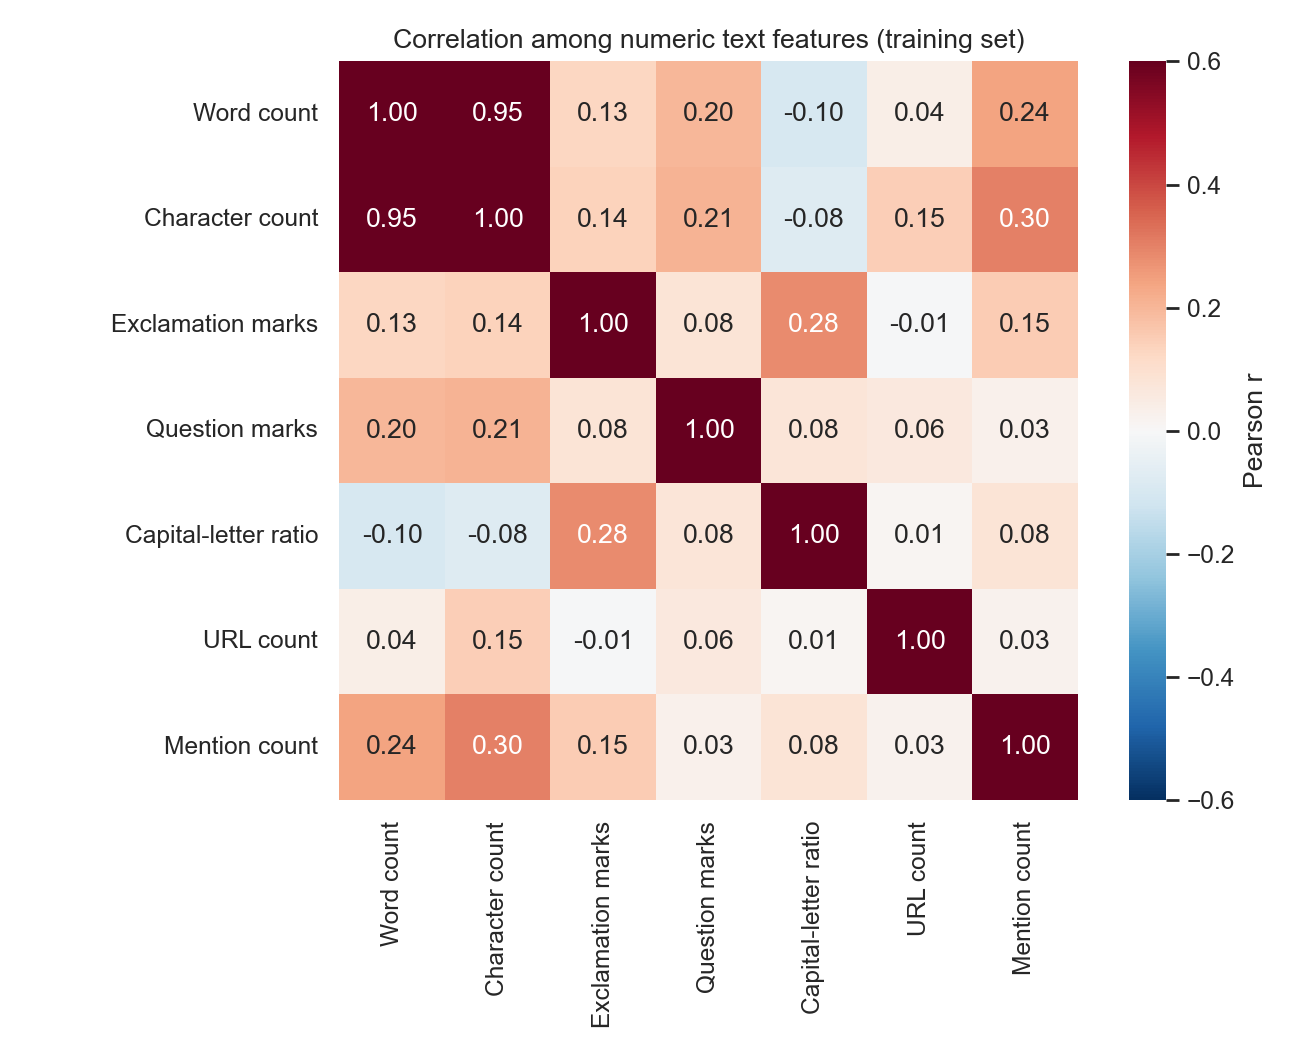 Correlation among numeric text features (training set)
Word count 1.00 0.95 0.13 0.20 -0.10 0.04 0.24
Character count 0.95 1.00 0.14 0.21 -0.08 0.15 0.30
Exclamation marks 0.13 0.14 1.00 0.08 0.28 -0.01 0.15
Question marks 0.20 0.21 0.08 1.00 0.08 0.06 0.03
Capital-letter ratio -0.10 -0.08 0.28 0.08 1.00 0.01 0.08
URL count 0.04 0.15 -0.01 0.06 0.01 1.00 0.03
Mention count 0.24 0.30 0.15 0.03 0.08 0.03 1.00
Word count
Character count
Exclamation marks
Question marks
Capital-letter ratio
URL count
Mention count
0.6
0.4
0.2
0.0
−0.2
−0.4
−0.6
Pearson r